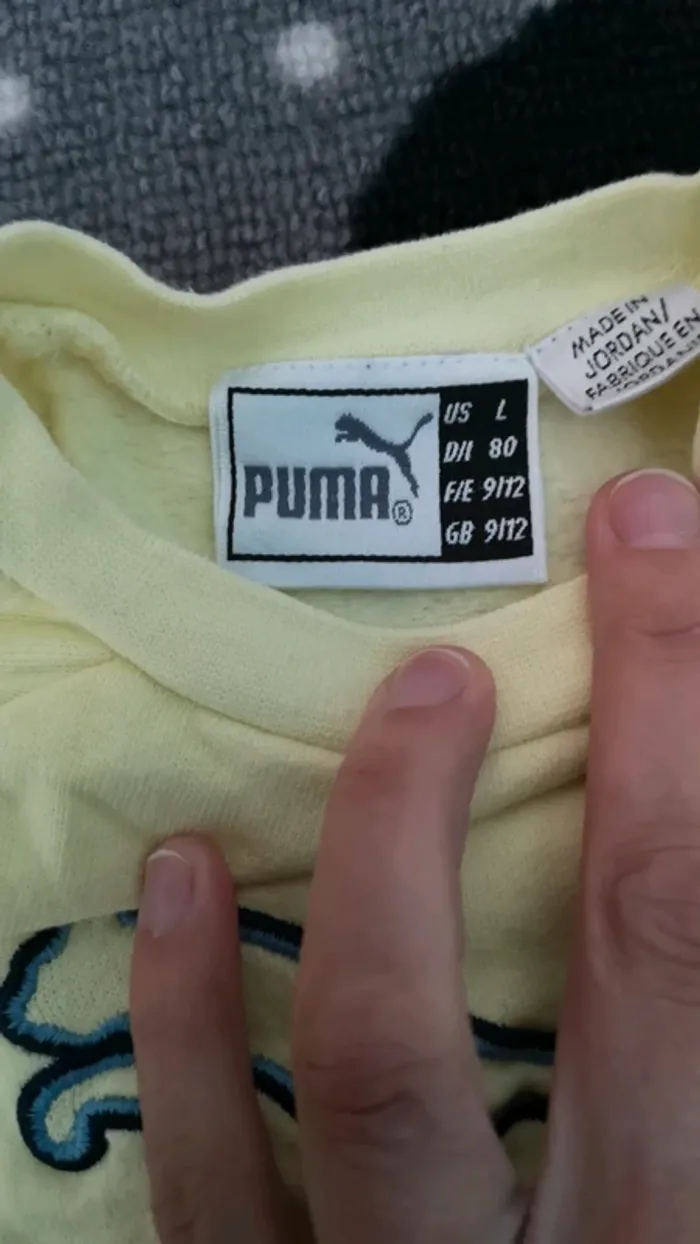 PUMA®
US L
D/I 80
F/E 9/12
GB 9/12
MADE IN
JORDAN/
FABRIQUE EN